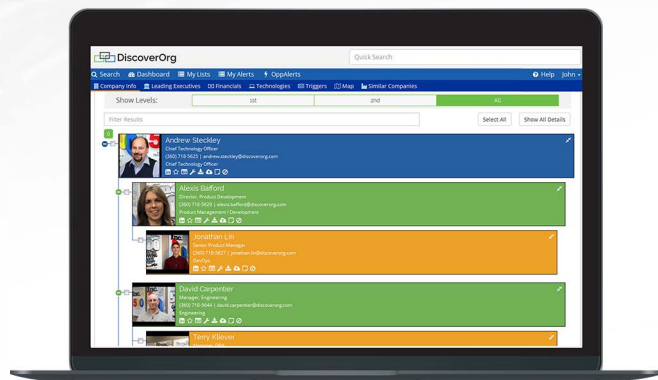 DiscoverOrg
Quick Search
Search Dashboard My Lists My Alerts OppAlerts Help John
Company Info Leading Executives Financials Technologies Triggers Map Similar Companies
Show Levels: 1st 2nd All
Filter Results Select All Show All Details
0
Andrew Steckley
Chief Technology Officer
(360) 718-5625 | andrew.steckley@discoverorg.com
Chief Technology Officer
Alexis Bafford
Director, Product Development
(360) 718-5629 | alexis.bafford@discoverorg.com
Product Management / Development
Jonathan Lin
Senior Product Manager
(360) 718-5627 | jonathan.lin@discoverorg.com
DevOps
David Carpentier
Manager, Engineering
(360) 718-5644 | david.carpentier@discoverorg.com
Engineering
Terry Kliever